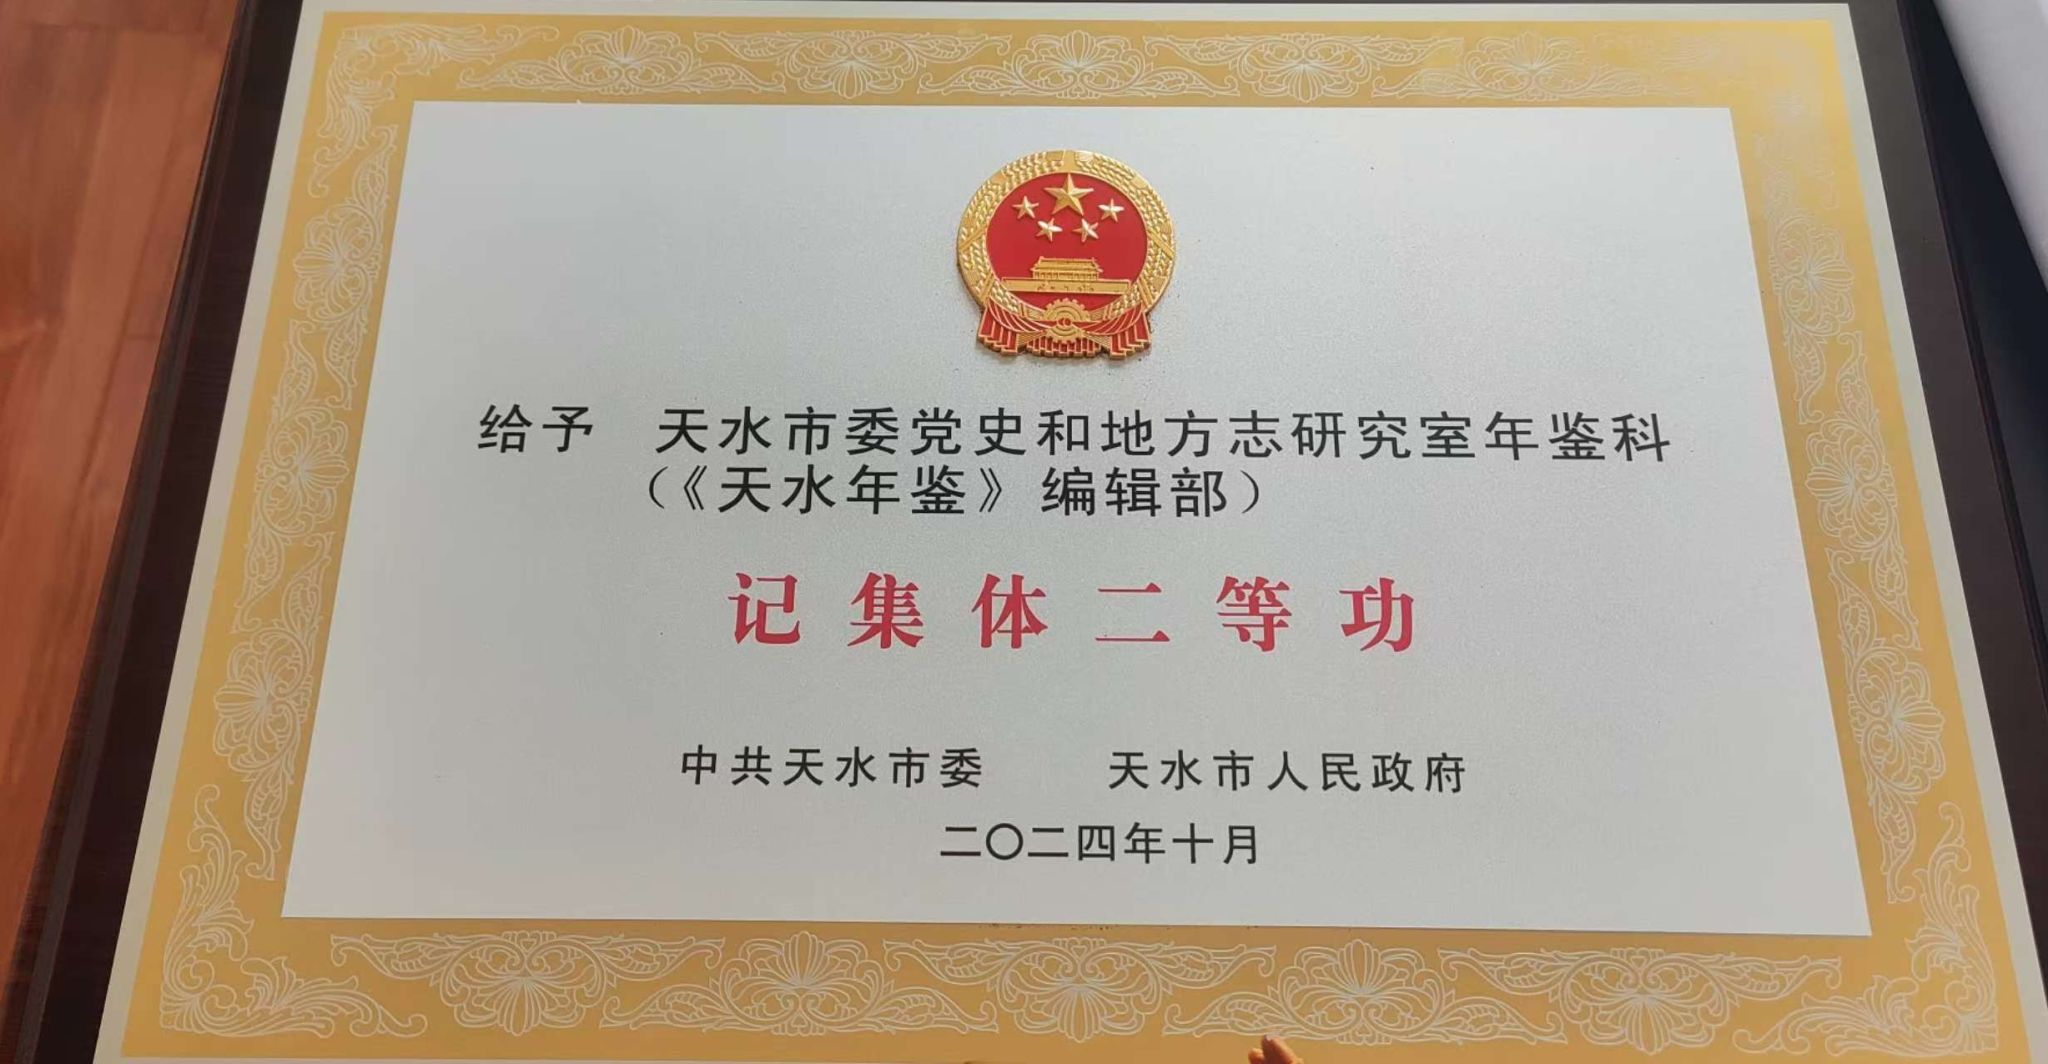 给予 天水市委党史和地方志研究室年鉴科
（《天水年鉴》编辑部）
记集体二等功
中共天水市委 天水市人民政府
二〇二四年十月